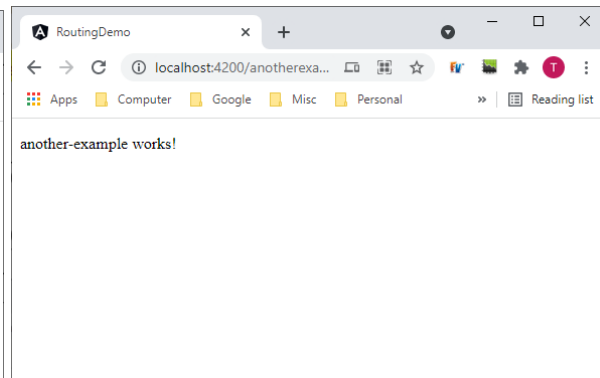 RoutingDemo
localhost:4200/anotherexa...
Apps Computer Google Misc Personal » Reading list
another-example works!